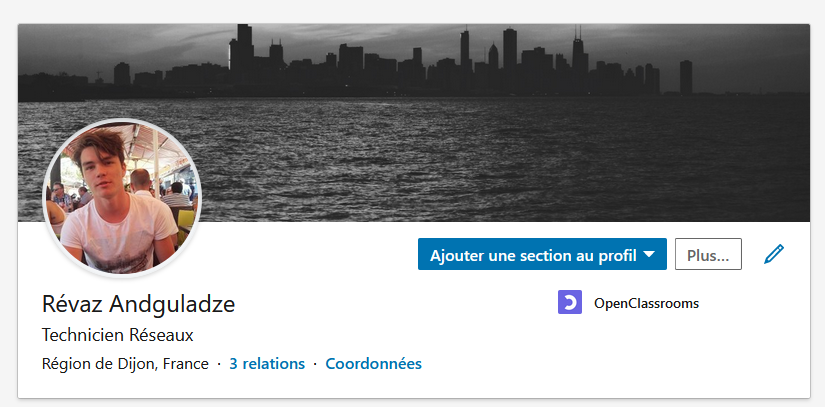 Ajouter une section au profil
Plus...
Révaz Andguladze
OpenClassrooms
Technicien Réseaux
Région de Dijon, France · 3 relations · Coordonnées